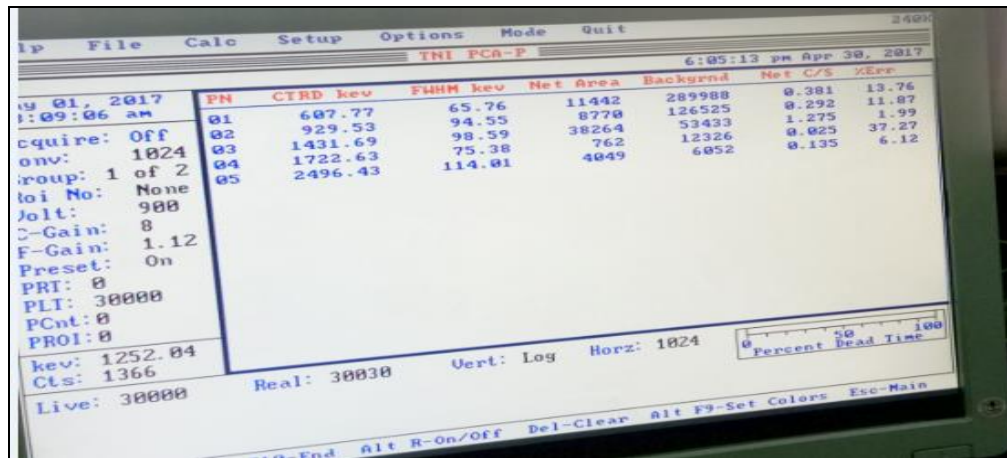 240X
lp File Calc Setup Options Mode Quit
TNI PCA-P
6:05:13 pm Apr 30, 2017
ay 01, 2017
:09:06 am
PN CTRD kev FWHM kev Net Area Backgrnd Net C/S %Err
01 607.77 65.76 11442 289988 0.381 13.76
02 929.53 94.55 8770 126525 0.292 11.87
03 1431.69 98.59 38264 53433 1.275 1.99
04 1722.63 75.38 762 12326 0.025 37.27
05 2496.43 114.01 4049 6052 0.135 6.12
cquire: Off
onv: 1024
roup: 1 of 2
Roi No: None
Volt: 900
C-Gain: 8
F-Gain: 1.12
Preset: On
PRT: 0
PLT: 30000
PCnt: 0
PROI: 0
kev: 1252.04
Cts: 1366
Live: 30000 Real: 30030 Vert: Log Horz: 1024
0 50 100
Percent Dead Time
-End Alt R-On/Off Del-Clear Alt F9-Set Colors Esc-Main